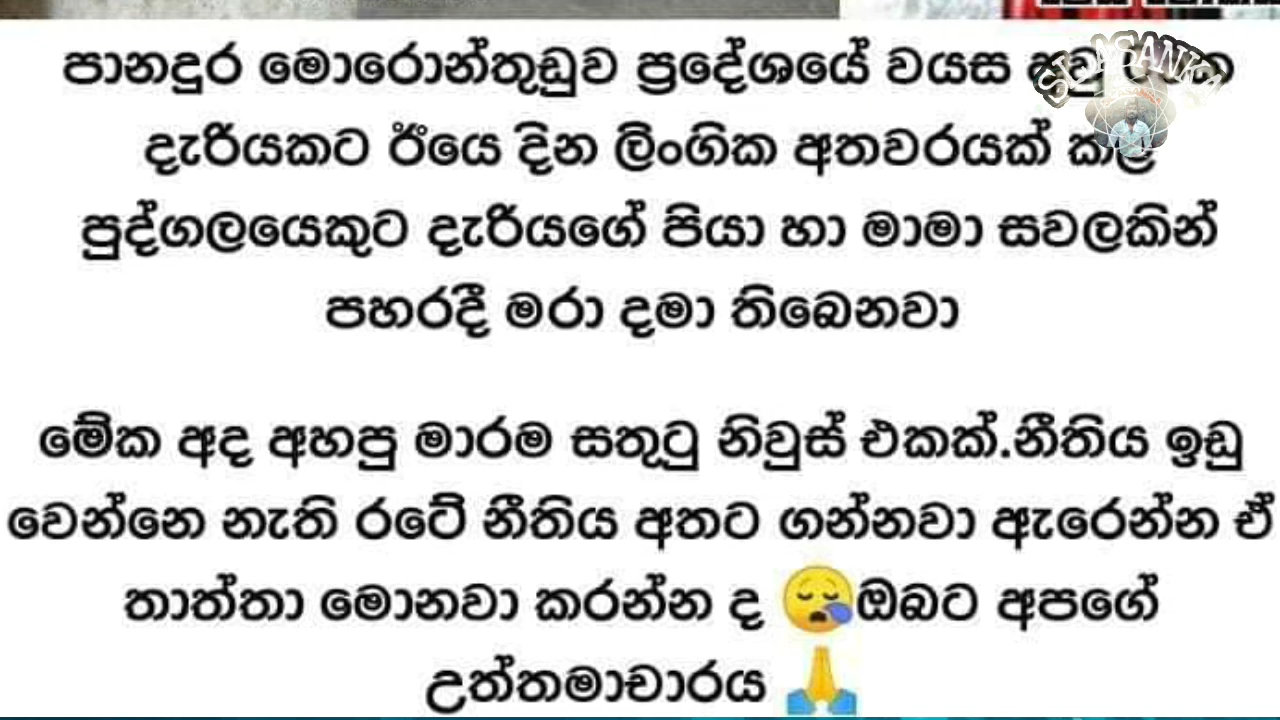 පානදුර මොරොන්තුඩුව ප්‍රදේශයේ වයස
දැරියකට ඊයෙ දින ලිංගික අතවරයක් කළ
පුද්ගලයෙකුට දැරියගේ පියා හා මාමා සවලකින්
පහරදී මරා දමා තිබෙනවා
මේක අද අහපු මාරම සතුටු නිවුස් එකක්.නීතිය ඉඩු
වෙන්නෙ නැති රටේ නීතිය අතට ගන්නවා ඇරෙන්න ඒ
තාත්තා මොනවා කරන්න ද 😪ඔබට අපගේ
උත්තමාචාරය 🙏